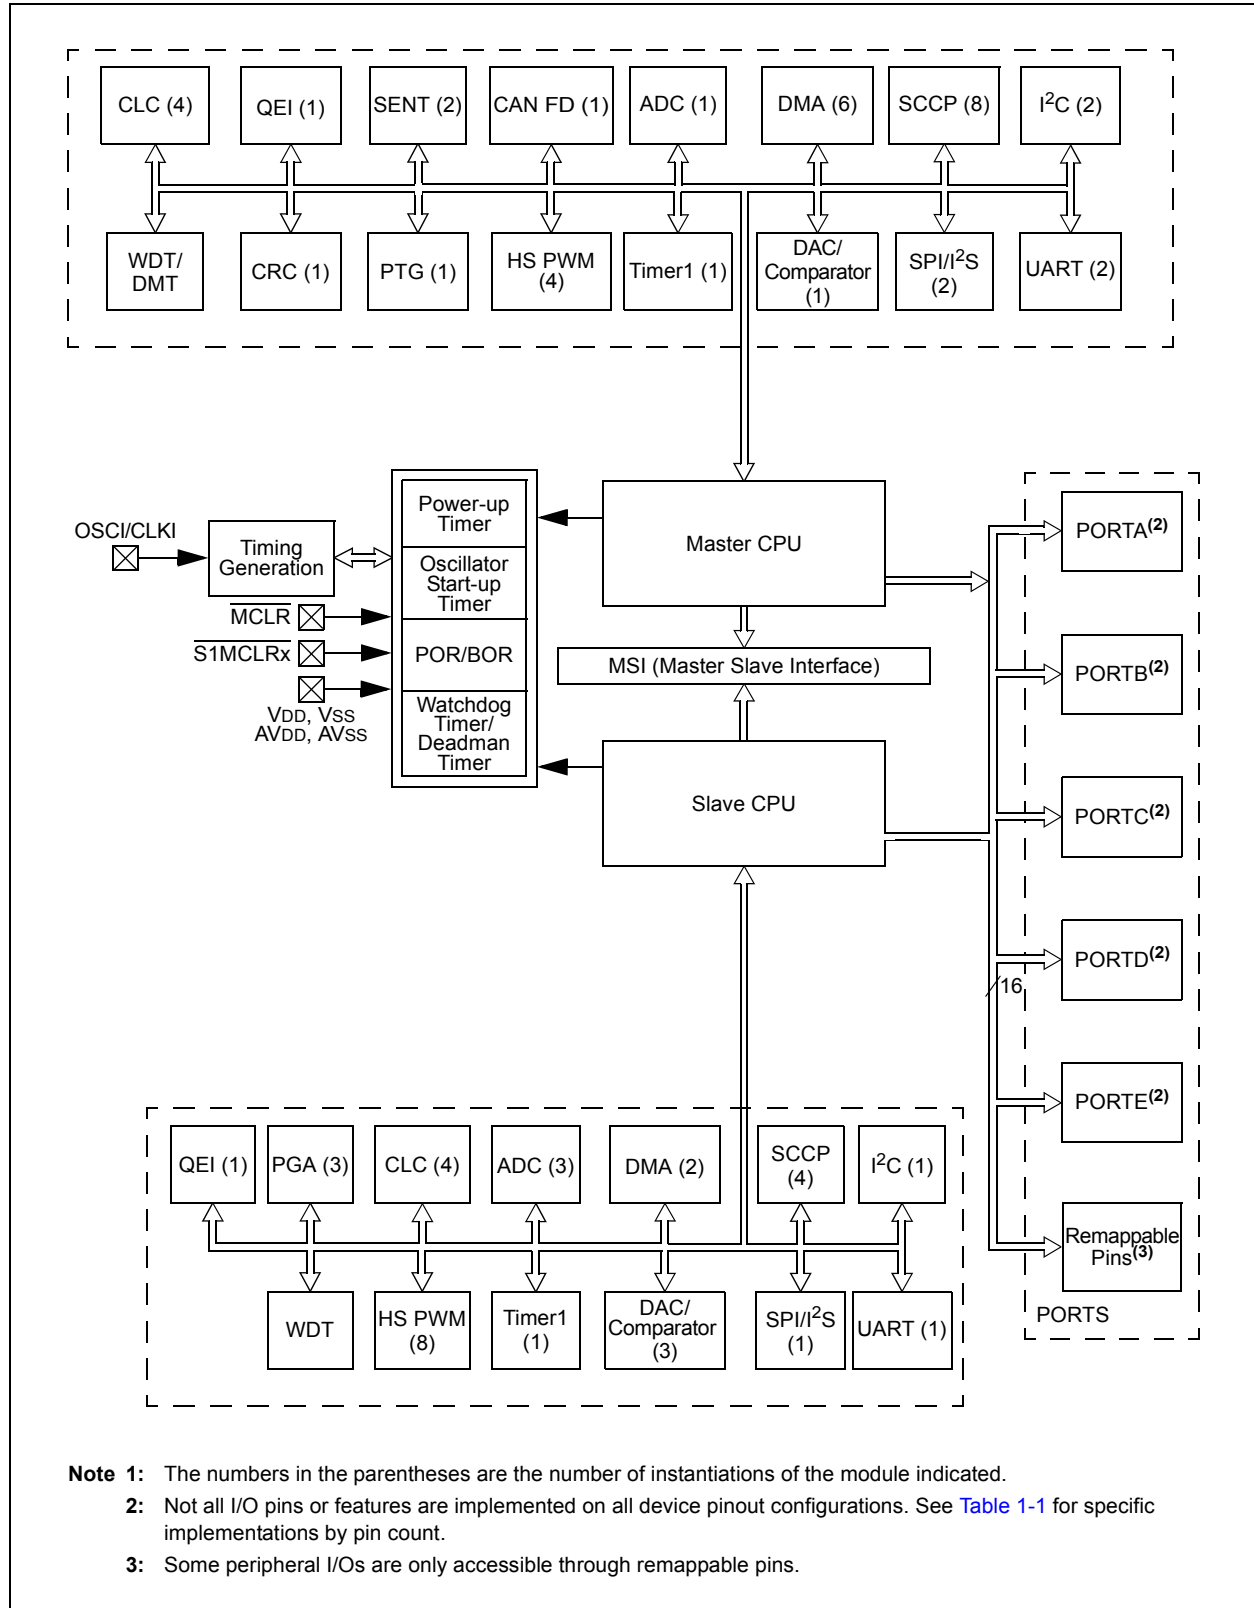 CLC (4)
QEI (1)
SENT (2)
CAN FD (1)
ADC (1)
DMA (6)
SCCP (8)
I²C (2)
WDT/
DMT
CRC (1)
PTG (1)
HS PWM
(4)
Timer1 (1)
DAC/
Comparator
(1)
SPI/I²S
(2)
UART (2)
OSCI/CLKI
Timing
Generation
MCLR
S1MCLRx
VDD, VSS
AVDD, AVSS
Power-up
Timer
Oscillator
Start-up
Timer
POR/BOR
Watchdog
Timer/
Deadman
Timer
Master CPU
MSI (Master Slave Interface)
Slave CPU
PORTA(2)
PORTB(2)
PORTC(2)
PORTD(2)
16
PORTE(2)
Remappable
Pins(3)
PORTS
QEI (1)
PGA (3)
CLC (4)
ADC (3)
DMA (2)
SCCP
(4)
I²C (1)
WDT
HS PWM
(8)
Timer1
(1)
DAC/
Comparator
(3)
SPI/I²S
(1)
UART (1)
Note 1: The numbers in the parentheses are the number of instantiations of the module indicated.
2: Not all I/O pins or features are implemented on all device pinout configurations. See Table 1-1 for specific
implementations by pin count.
3: Some peripheral I/Os are only accessible through remappable pins.